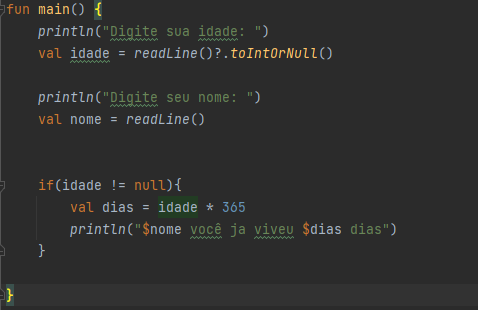 fun main() {
    println("Digite sua idade: ")
    val idade = readLine()?.toIntOrNull()
    println("Digite seu nome: ")
    val nome = readLine()
    if(idade != null){
        val dias = idade * 365
        println("$nome você ja viveu $dias dias")
    }
}